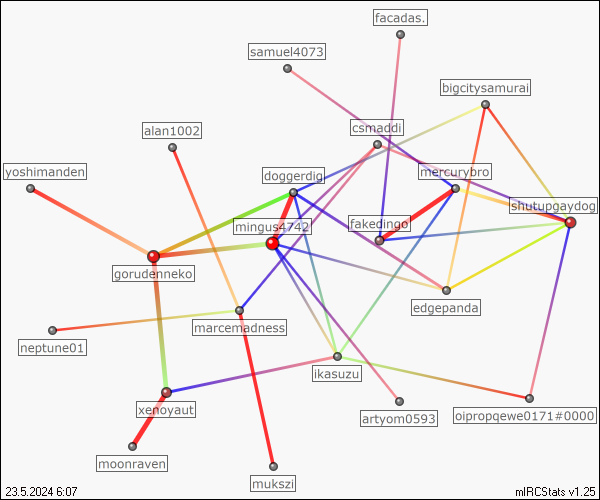 facadas.
samuel4073
bigcitysamurai
csmaddi
alan1002
yoshimanden
doggerdig
mercurybro
shutupgaydog
mingus4742
fakedingo
gorudenneko
edgepanda
marcemadness
neptune01
ikasuzu
xenoyaut
artyom0593
oipropqewe0171#0000
moonraven
mukszi
23.5.2024 6:07
mIRCStats v1.25